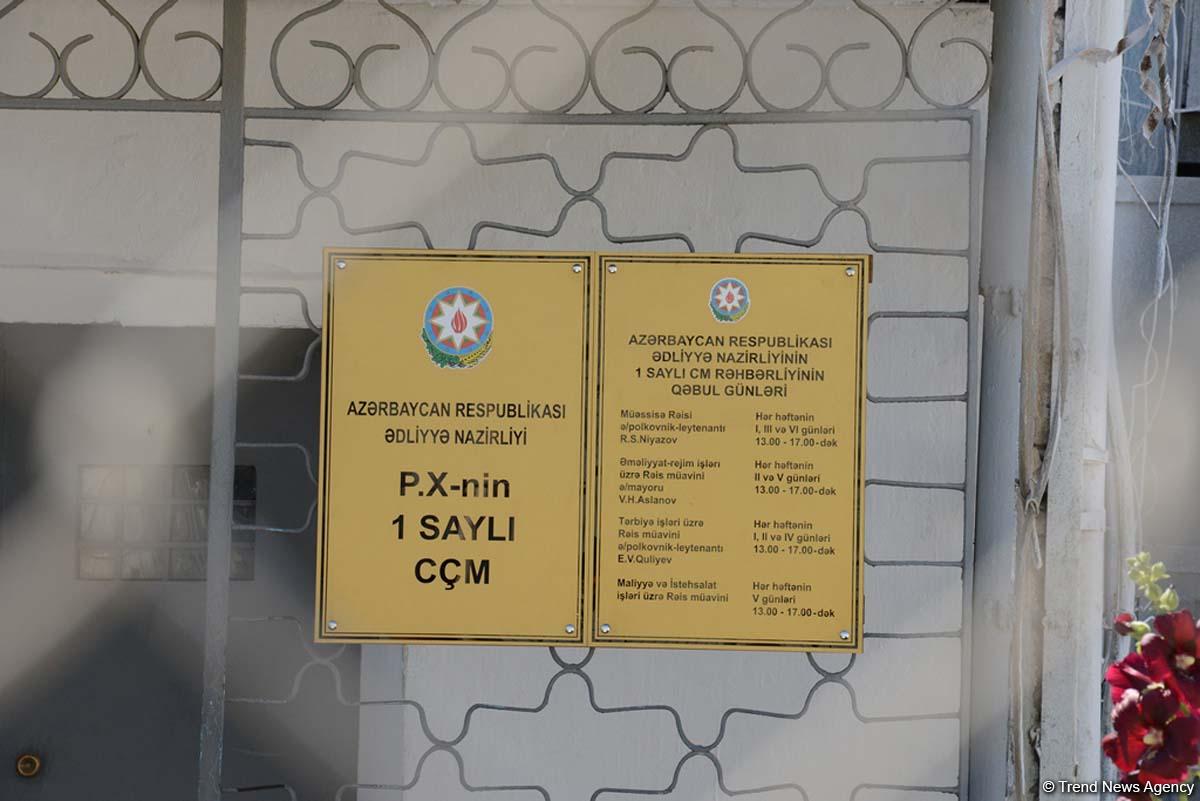 AZƏRBAYCAN RESPUBLİKASI
ƏDLİYYƏ NAZİRLİYİ
P.X-nin
1 SAYLI
CÇM
AZƏRBAYCAN RESPUBLİKASI
ƏDLİYYƏ NAZİRLİYİNİN
1 SAYLI CM RƏHBƏRLİYİNİN
QƏBUL GÜNLƏRİ
Müəssisə Rəisi
ə/polkovnik-leytenantı
R.S.Niyazov
Hər həftənin
I, III və VI günləri
13.00 - 17.00-dək
Əməliyyat-rejim işləri
üzrə Rəis müavini
ə/mayoru
V.H.Aslanov
Hər həftənin
II və V günləri
13.00 - 17.00-dək
Tərbiyə işləri üzrə
Rəis müavini
ə/polkovnik-leytenantı
E.V.Quliyev
Hər həftənin
I, II və IV günləri
13.00 - 17.00-dək
Maliyyə və İstehsalat
işləri üzrə Rəis müavini
Hər həftənin
V günləri
13.00 - 17.00-dək
© Trend News Agency